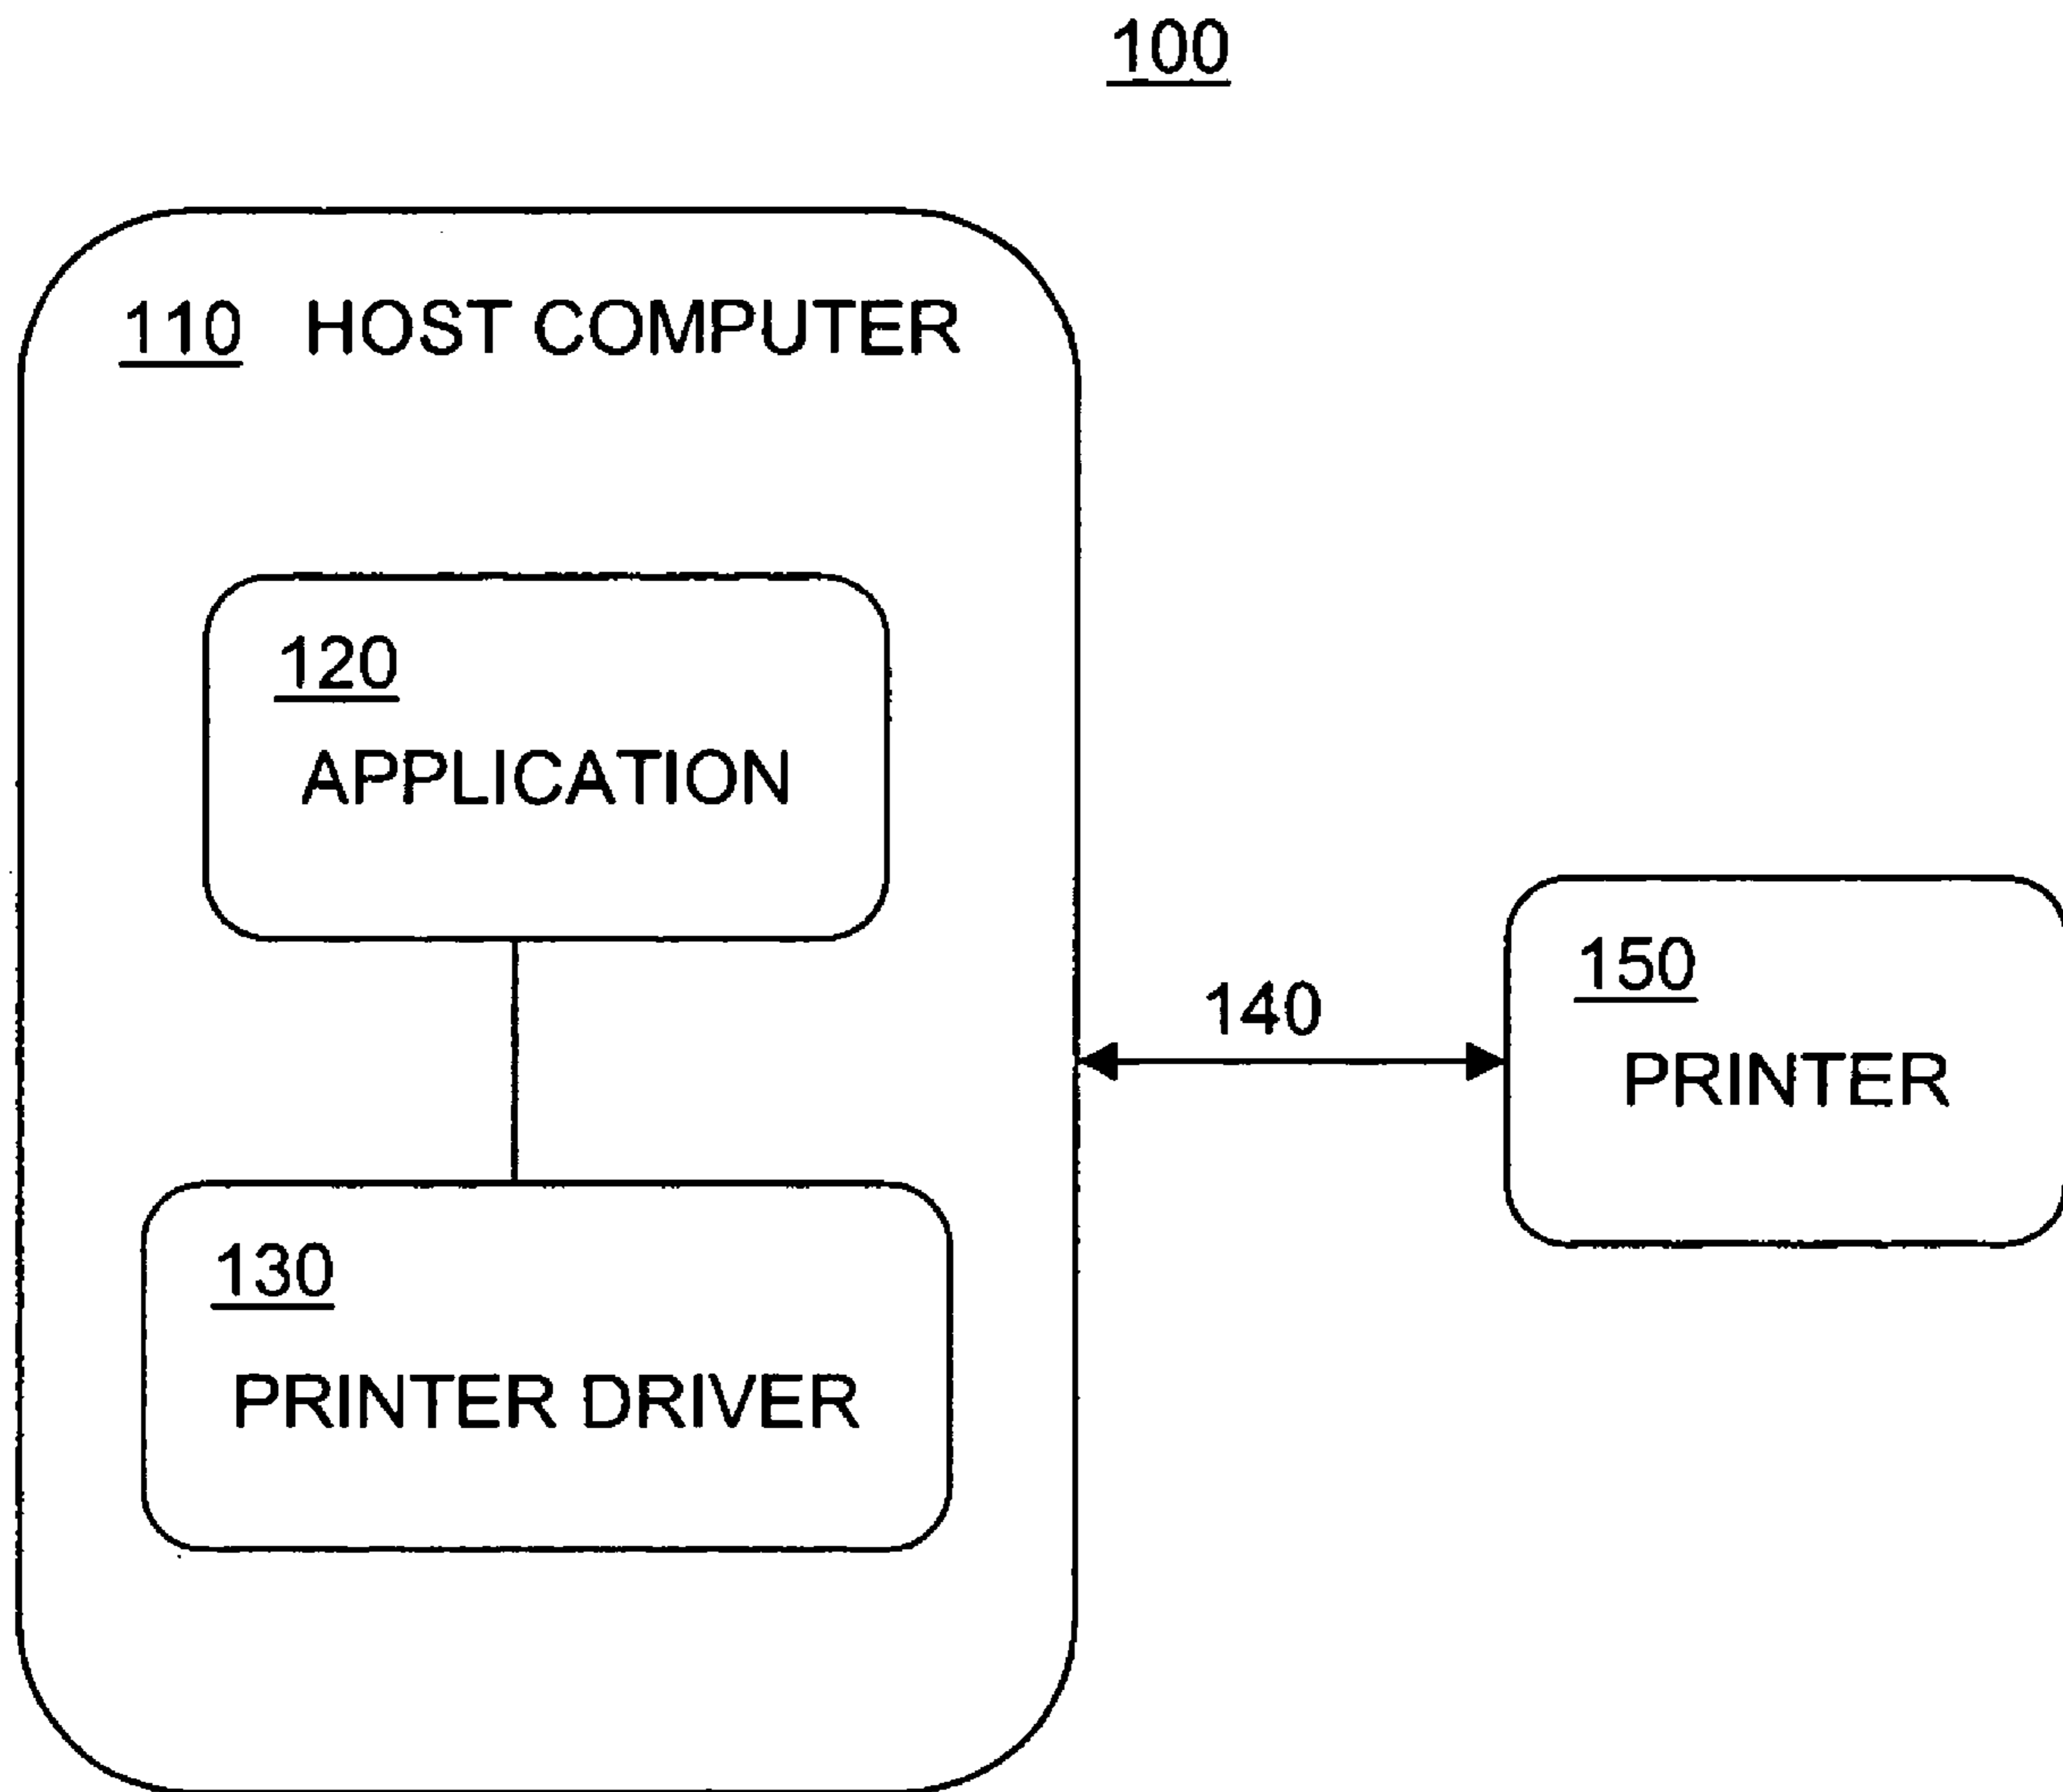 100
110 HOST COMPUTER
120
APPLICATION
140
150
PRINTER
130
PRINTER DRIVER